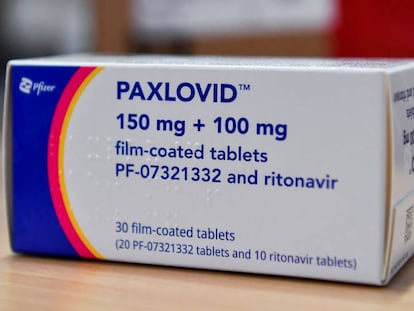 Pfizer
PAXLOVID™
150 mg + 100 mg
film-coated tablets
PF-07321332 and ritonavir
30 film-coated tablets
(20 PF-07321332 tablets and 10 ritonavir tablets)